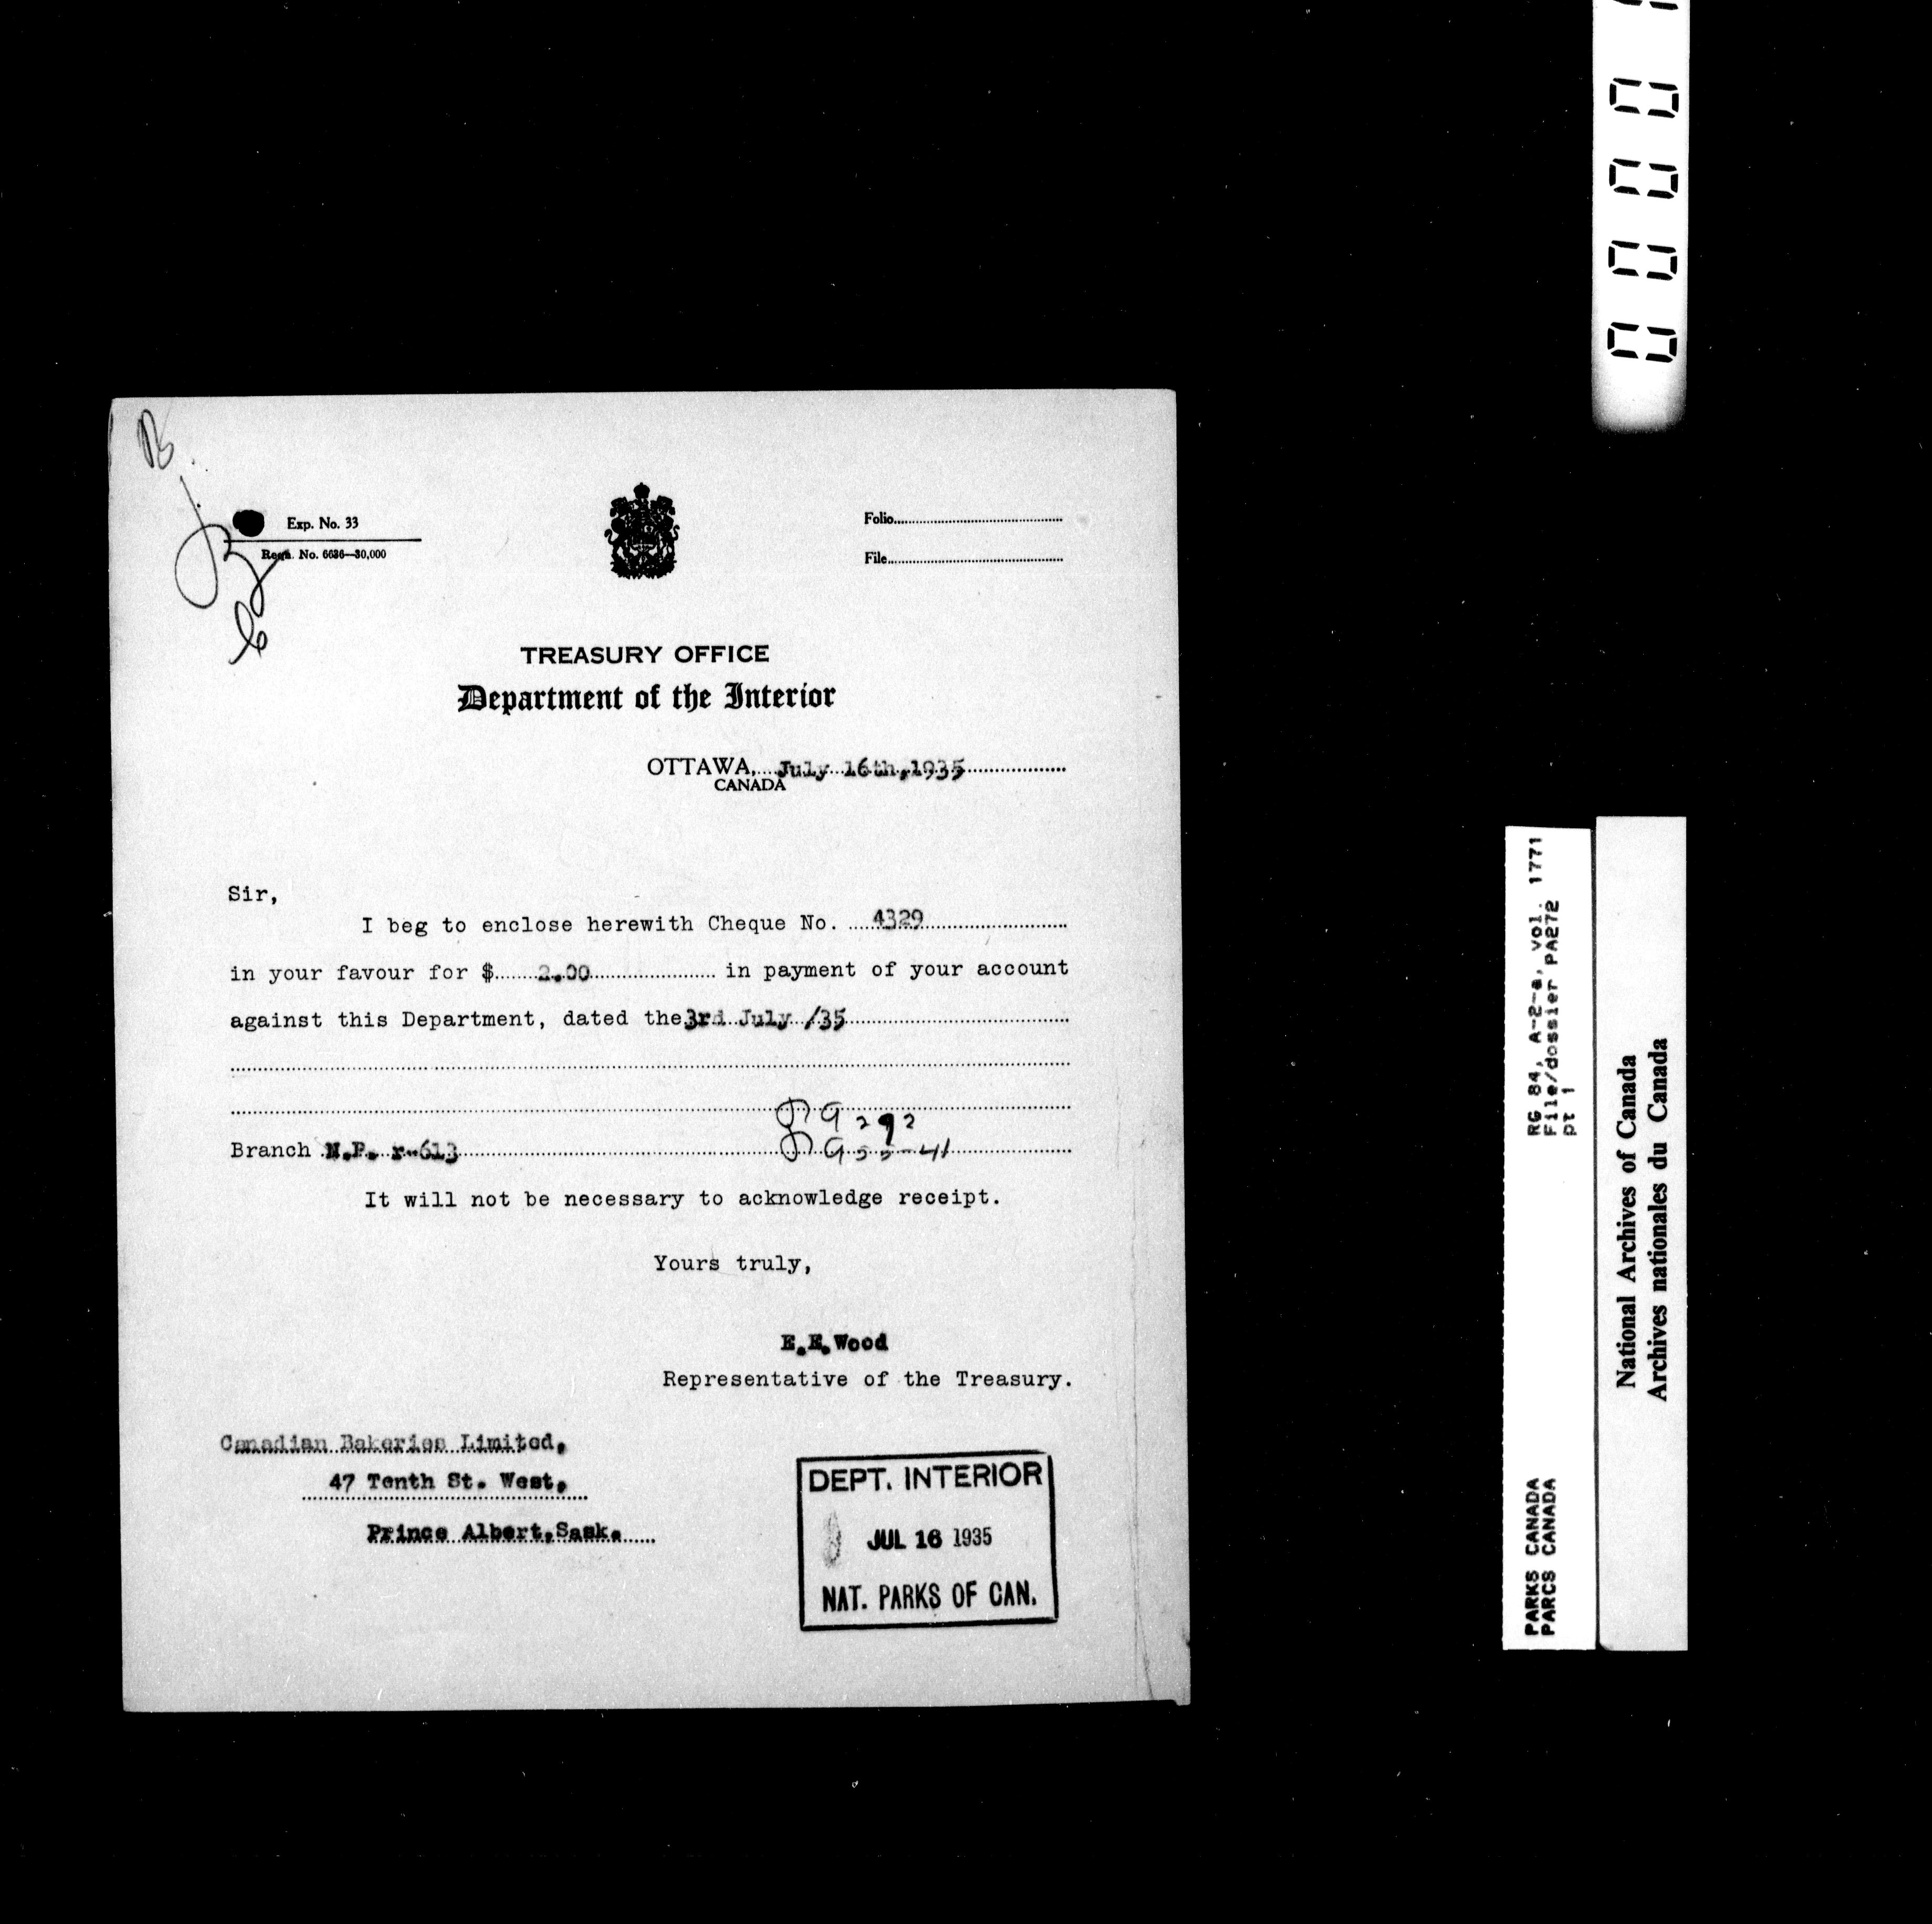 Exp. No. 33
Reqn. No. 6636—30,000
Folio
File
TREASURY OFFICE
Department of the Interior
OTTAWA, July 16th,1935
CANADA
Sir,
I beg to enclose herewith Cheque No. 4329
in your favour for $ 2.00 in payment of your account
against this Department, dated the 3rd July /35
Branch N.P. r-613
It will not be necessary to acknowledge receipt.
Yours truly,
E.E.Wood
Representative of the Treasury.
Canadian Bakeries Limited,
47 Tenth St. West,
Prince Albert,Sask.
DEPT. INTERIOR
JUL 16 1935
NAT. PARKS OF CAN.
RG 84, A-2-a, vol. 1771
File/dossier PA272
pt 1
PARKS CANADA
PARCS CANADA
National Archives of Canada
Archives nationales du Canada